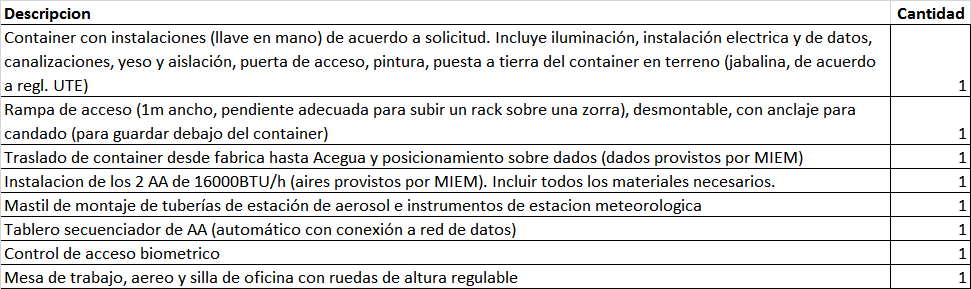 Descripcion Cantidad
Container con instalaciones (llave en mano) de acuerdo a solicitud. Incluye iluminación, instalación electrica y de datos,
canalizaciones, yeso y aislación, puerta de acceso, pintura, puesta a tierra del container en terreno (jabalina, de acuerdo
a regl. UTE) 1
Rampa de acceso (1m ancho, pendiente adecuada para subir un rack sobre una zorra), desmontable, con anclaje para
candado (para guardar debajo del container) 1
Traslado de container desde fabrica hasta Acegua y posicionamiento sobre dados (dados provistos por MIEM) 1
Instalacion de los 2 AA de 16000BTU/h (aires provistos por MIEM). Incluir todos los materiales necesarios. 1
Mastil de montaje de tuberías de estación de aerosol e instrumentos de estacion meteorologica 1
Tablero secuenciador de AA (automático con conexión a red de datos) 1
Control de acceso biometrico 1
Mesa de trabajo, aereo y silla de oficina con ruedas de altura regulable 1